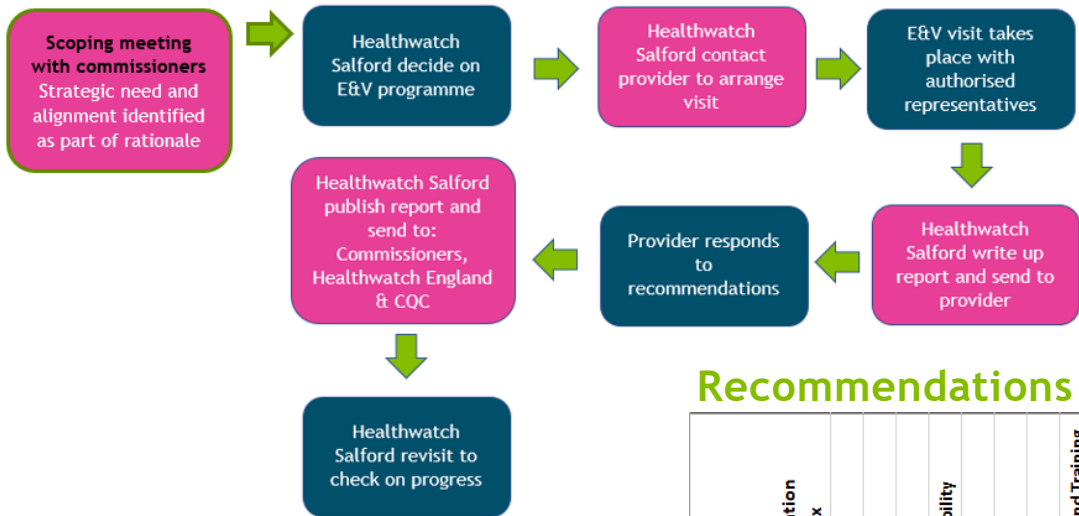 Scoping meeting
with commissioners
Strategic need and
alignment identified
as part of rationale
Healthwatch
Salford decide on
E&V programme
Healthwatch
Salford contact
provider to arrange
visit
E&V visit takes
place with
authorised
representatives
Healthwatch
Salford write up
report and send to
provider
Provider responds
to
recommendations
Healthwatch Salford
publish report and
send to:
Commissioners,
Healthwatch England
& CQC
Healthwatch
Salford revisit to
check on progress
Recommendations